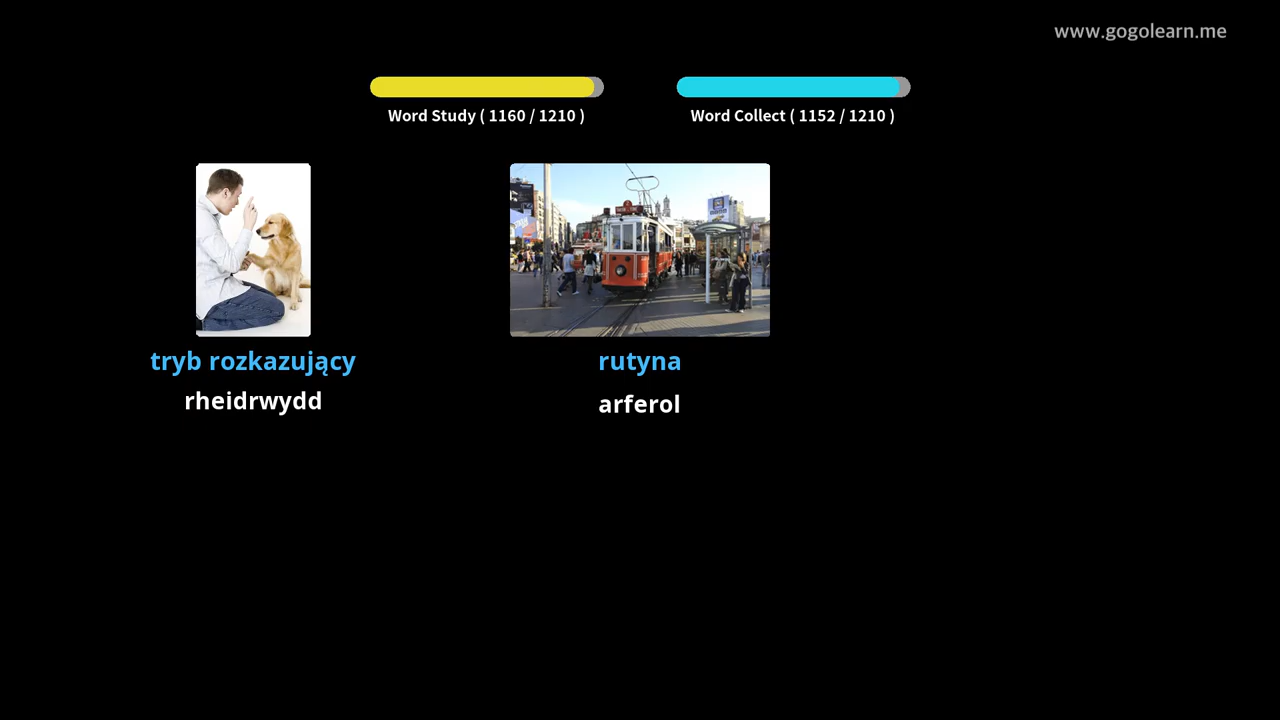 www.gogolearn.me
Word Study ( 1160 / 1210 )
Word Collect ( 1152 / 1210 )
tryb rozkazujący
rheidrwydd
rutyna
arferol